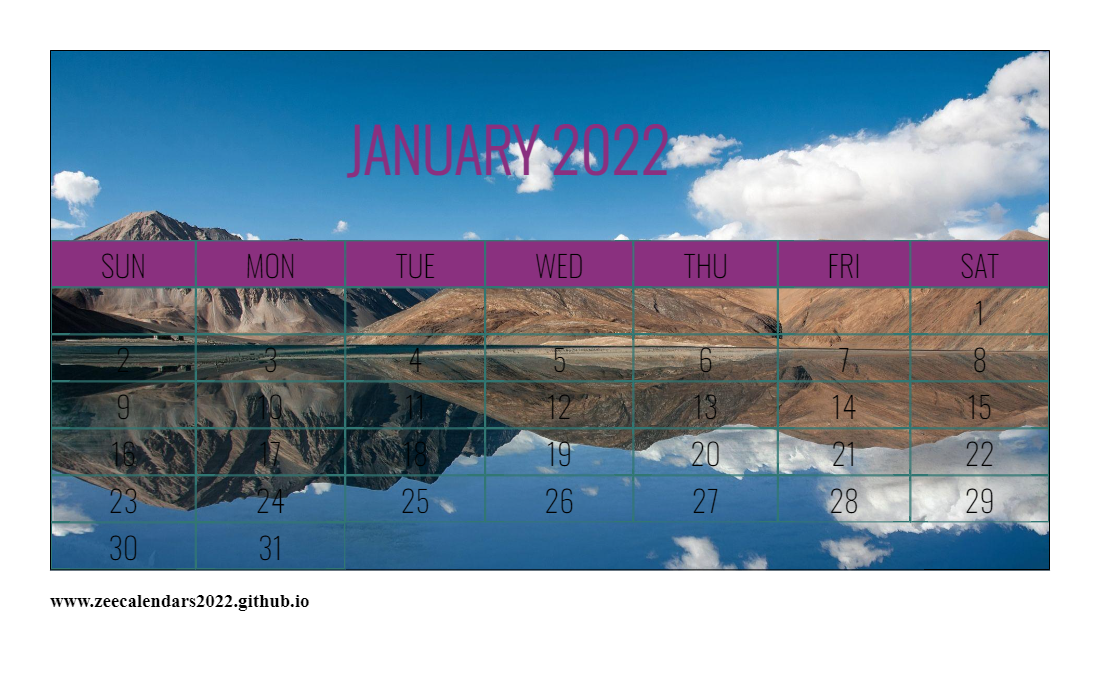 JANUARY 2022
SUN MON TUE WED THU FRI SAT
1
2 3 4 5 6 7 8
9 10 11 12 13 14 15
16 17 18 19 20 21 22
23 24 25 26 27 28 29
30 31
www.zeecalendars2022.github.io